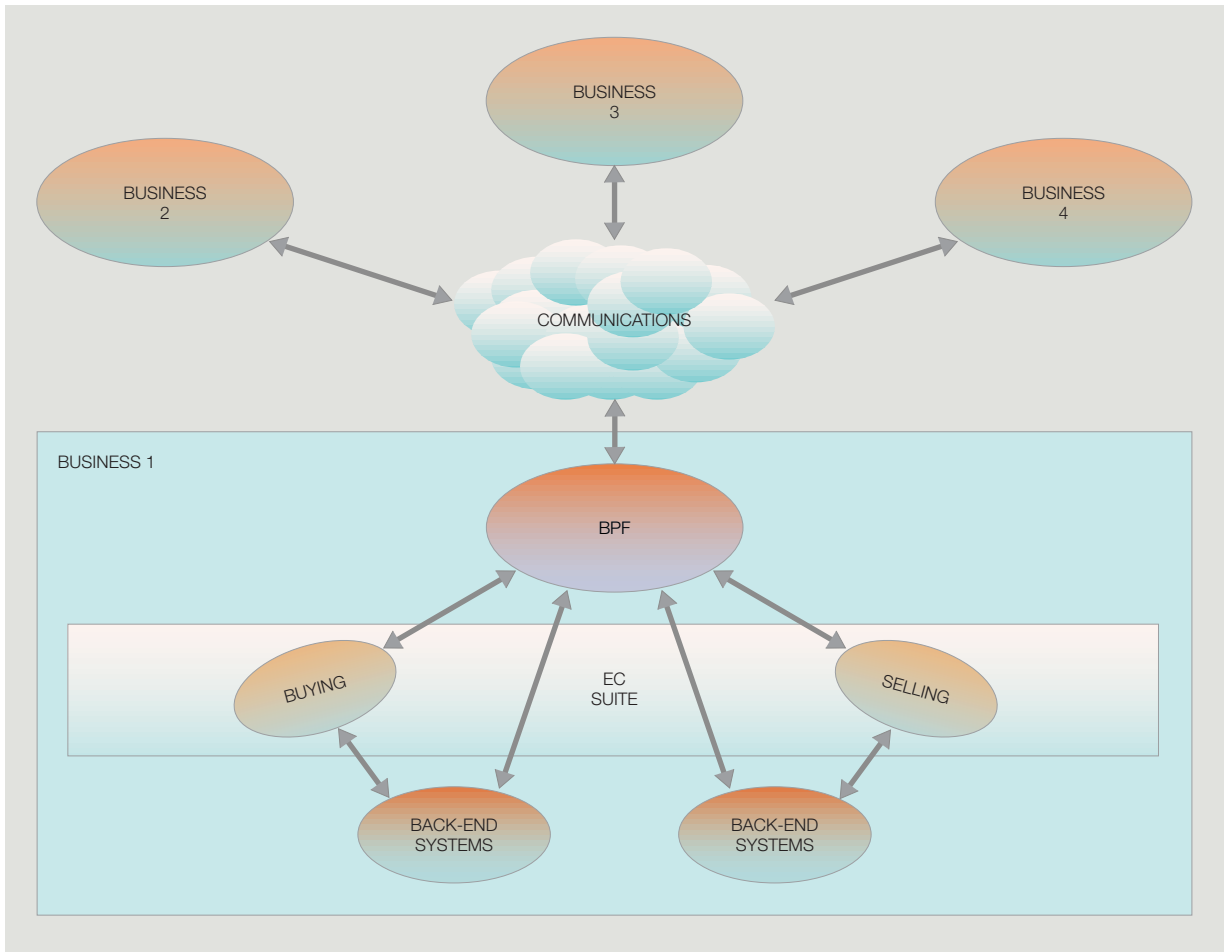 BUSINESS
3
BUSINESS
2
BUSINESS
4
COMMUNICATIONS
BUSINESS 1
BPF
BUYING
EC
SUITE
SELLING
BACK-END
SYSTEMS
BACK-END
SYSTEMS